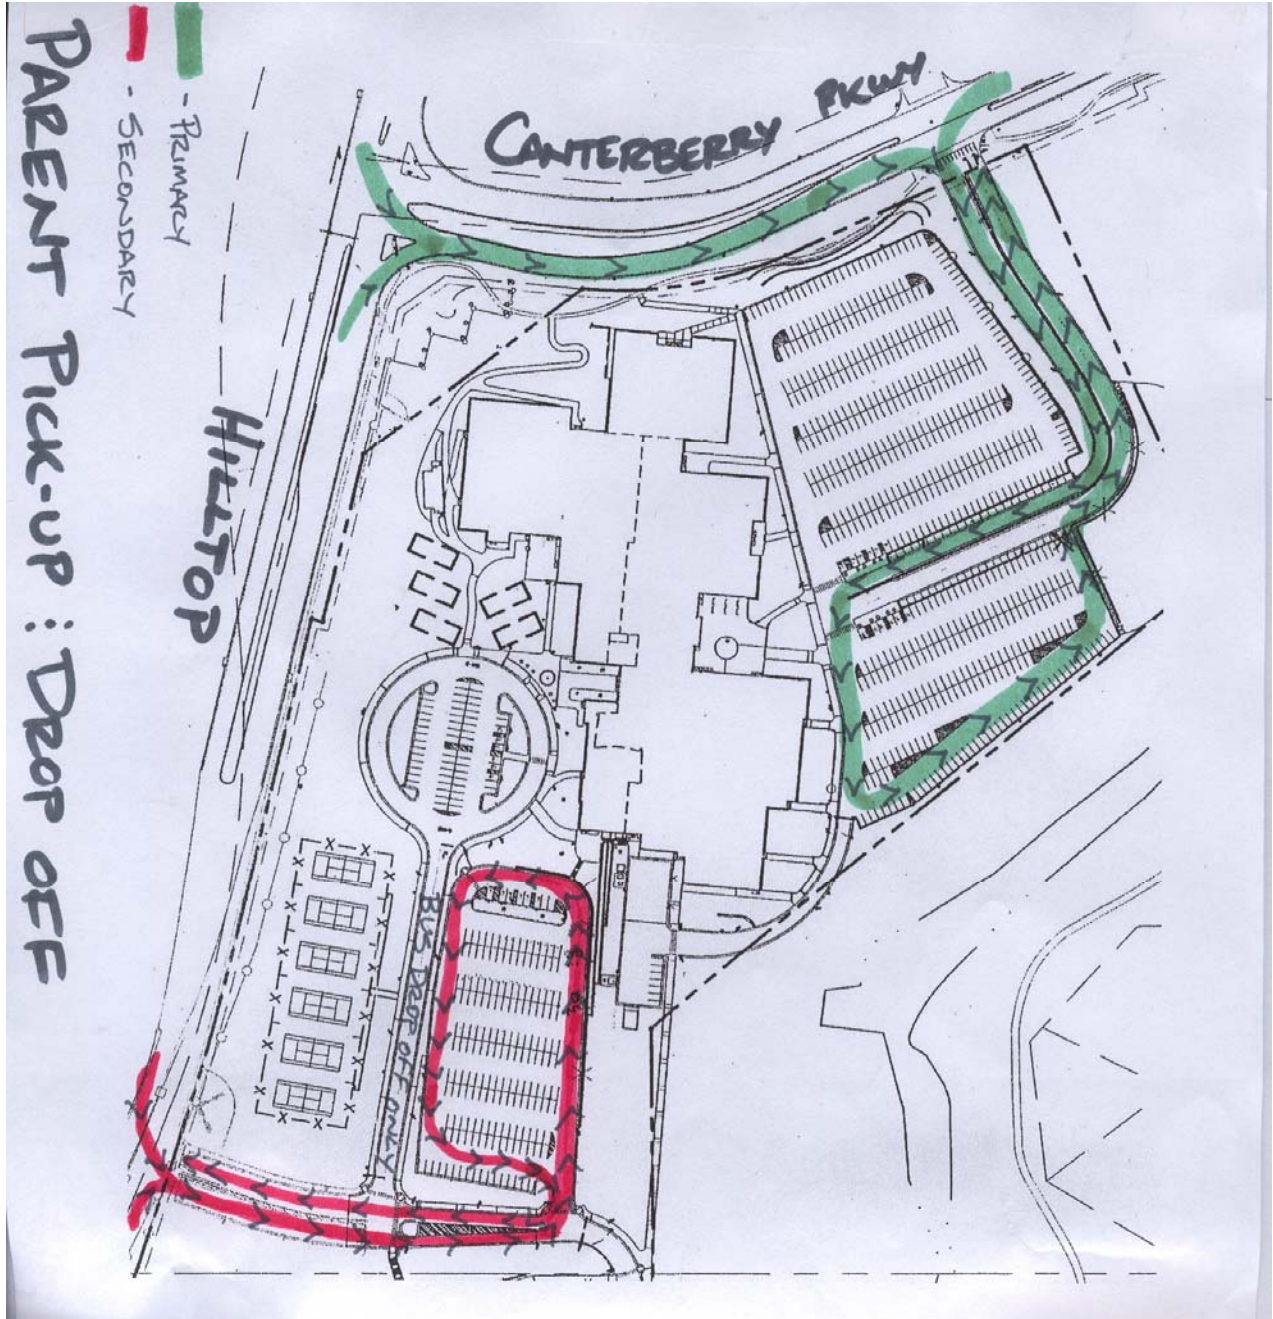 PARENT PICK-UP : DROP OFF
- PRIMARY
- SECONDARY
CANTERBERRY PKWY
HILLTOP
BUS DROP OFF ONLY